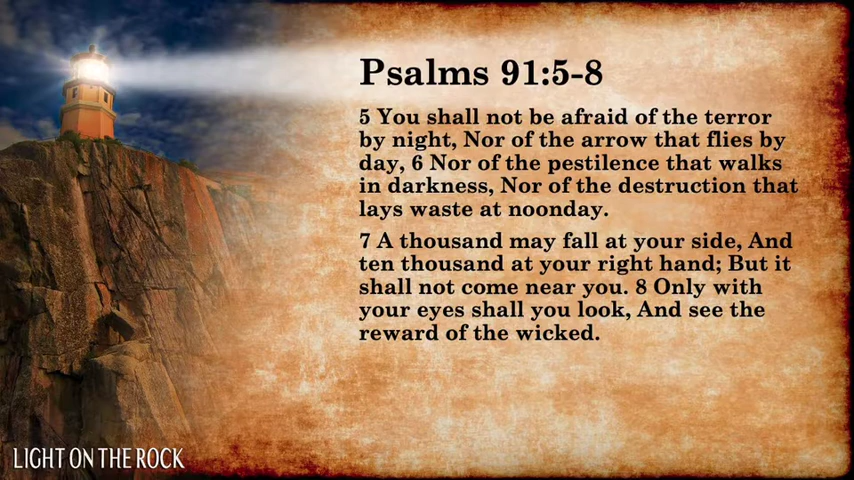 Psalms 91:5-8
5 You shall not be afraid of the terror
by night, Nor of the arrow that flies by
day, 6 Nor of the pestilence that walks
in darkness, Nor of the destruction that
lays waste at noonday.
7 A thousand may fall at your side, And
ten thousand at your right hand; But it
shall not come near you. 8 Only with
your eyes shall you look, And see the
reward of the wicked.
LIGHT ON THE ROCK